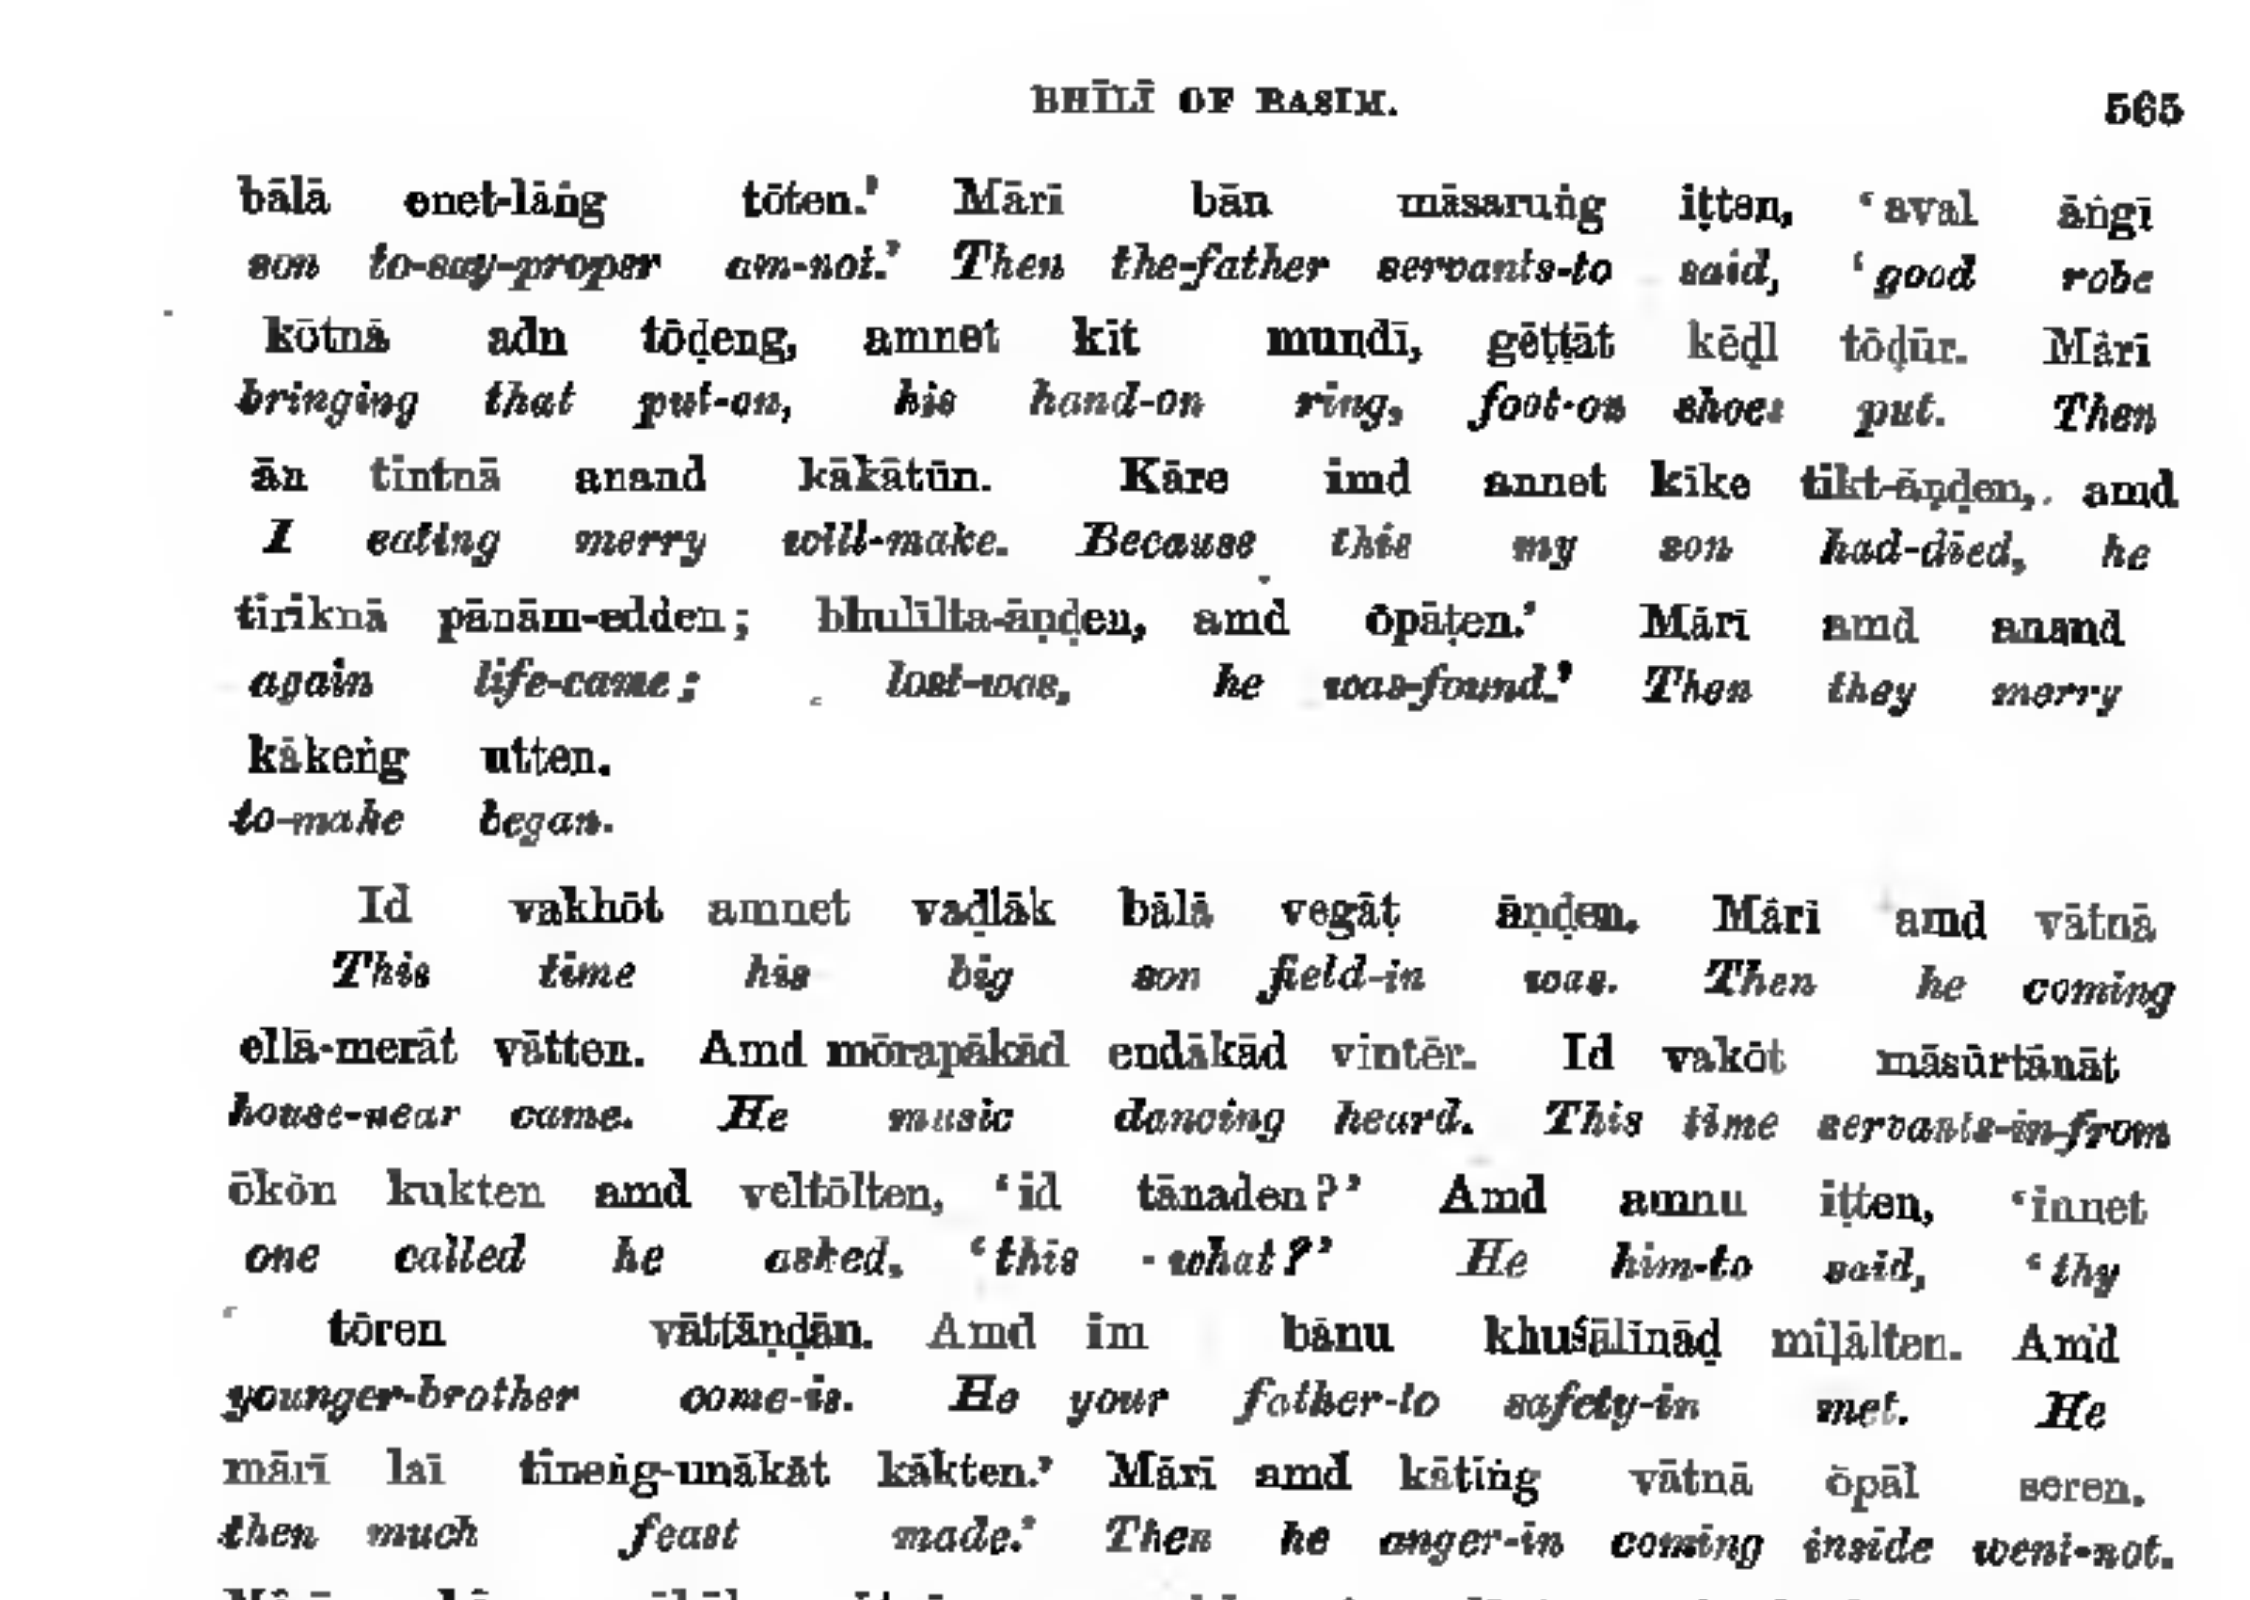 BHĪLĪ OF BASIM. 565
bālā enet-lāṅg tōten.’ Mārī bān māsaruṅg iṭten, ‘aval āṅgī
son to-say-proper am-not.’ Then the-father servants-to said, ‘good robe
kōtnā adn tōḍeng, amnet kīt mundī, gēṭṭāt kēḍl tōḍūr. Mārī
bringing that put-on, his hand-on ring, foot-on shoes put. Then
ān tintnā anand kākātūn. Kāre imd annet kīke tikt-āṇḍen, amd
I eating merry will-make. Because this my son had-died, he
tiriknā pānām-edden; bhulīlta-āṇḍen, amd ōpāṭen.’ Mārī amd anand
again life-came; lost-was, he was-found.’ Then they merry
kākeṅg utten.
to-make began.
Id vakhōt amnet vaḍlāk bālā vegāṭ āṇḍen. Mārī amd vātnā
This time his big son field-in was. Then he coming
ellā-merāt vātten. Amd mōrapākād endākād vintēr. Id vakōt māsūrtānāt
house-near came. He music dancing heard. This time servants-in-from
ōkōn kukten amd veltōlten, ‘id tānaden?’ Amd amnu iṭten, ‘innet
one called he asked, ‘this what?’ He him-to said, ‘thy
tōren vāttāṇḍān. Amd im bānu khuśālīnāḍ miḷālten. Amd
younger-brother come-is. He your father-to safety-in met. He
mārī laī tīneṅg-unākāt kākten.’ Mārī amd kātīṅg vātnā ōpāl seren.
then much feast made.’ Then he anger-in coming inside went-not.